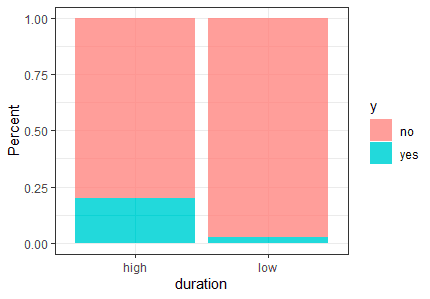 1.00
0.75
0.50
0.25
0.00
Percent
high
low
duration
y
no
yes